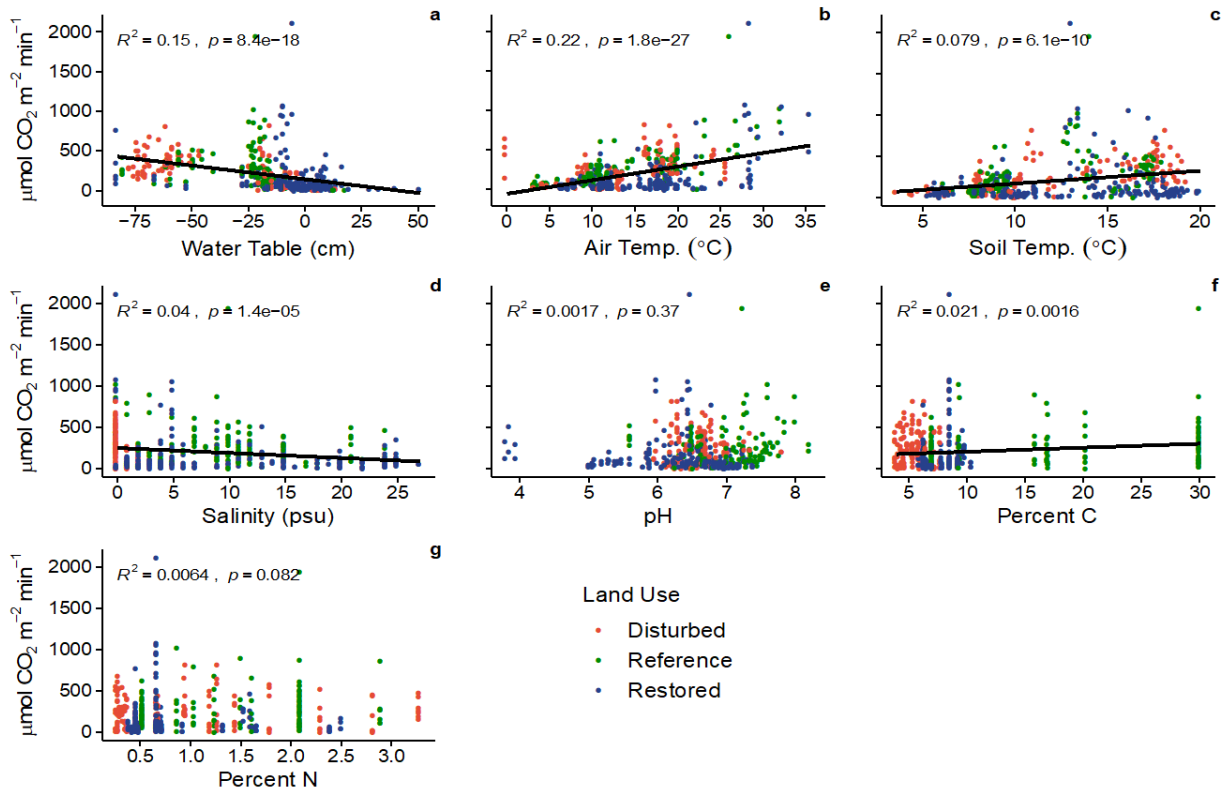 a
b
c
R² = 0.15 , p = 8.4e−18
R² = 0.22 , p = 1.8e−27
R² = 0.079 , p = 6.1e−10
μmol CO₂ m⁻² min⁻¹
2000
1500
1000
500
0
−75 −50 −25 0 25 50
0 5 10 15 20 25 30 35
5 10 15 20
Water Table (cm)
Air Temp. (°C)
Soil Temp. (°C)
d
e
f
R² = 0.04 , p = 1.4e−05
R² = 0.0017 , p = 0.37
R² = 0.021 , p = 0.0016
μmol CO₂ m⁻² min⁻¹
2000
1500
1000
500
0
0 5 10 15 20 25
4 5 6 7 8
5 10 15 20 25 30
Salinity (psu)
pH
Percent C
g
R² = 0.0064 , p = 0.082
μmol CO₂ m⁻² min⁻¹
2000
1500
1000
500
0
0.5 1.0 1.5 2.0 2.5 3.0
Percent N
Land Use
Disturbed
Reference
Restored